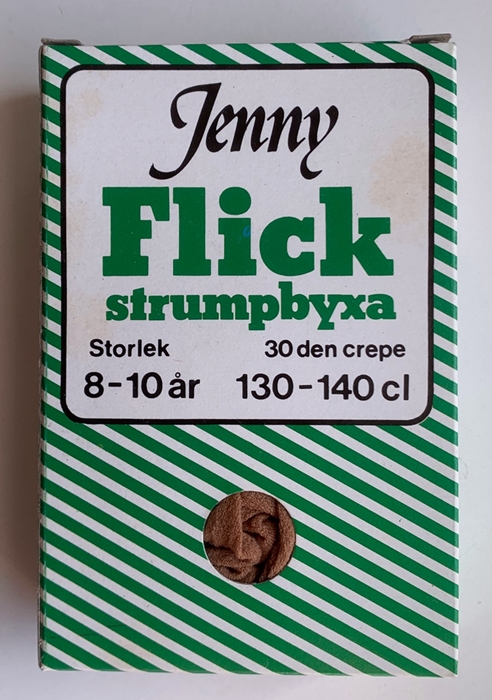 Jenny
Flick
strumpbyxa
Storlek 30 den crepe
8-10 år 130-140 cl